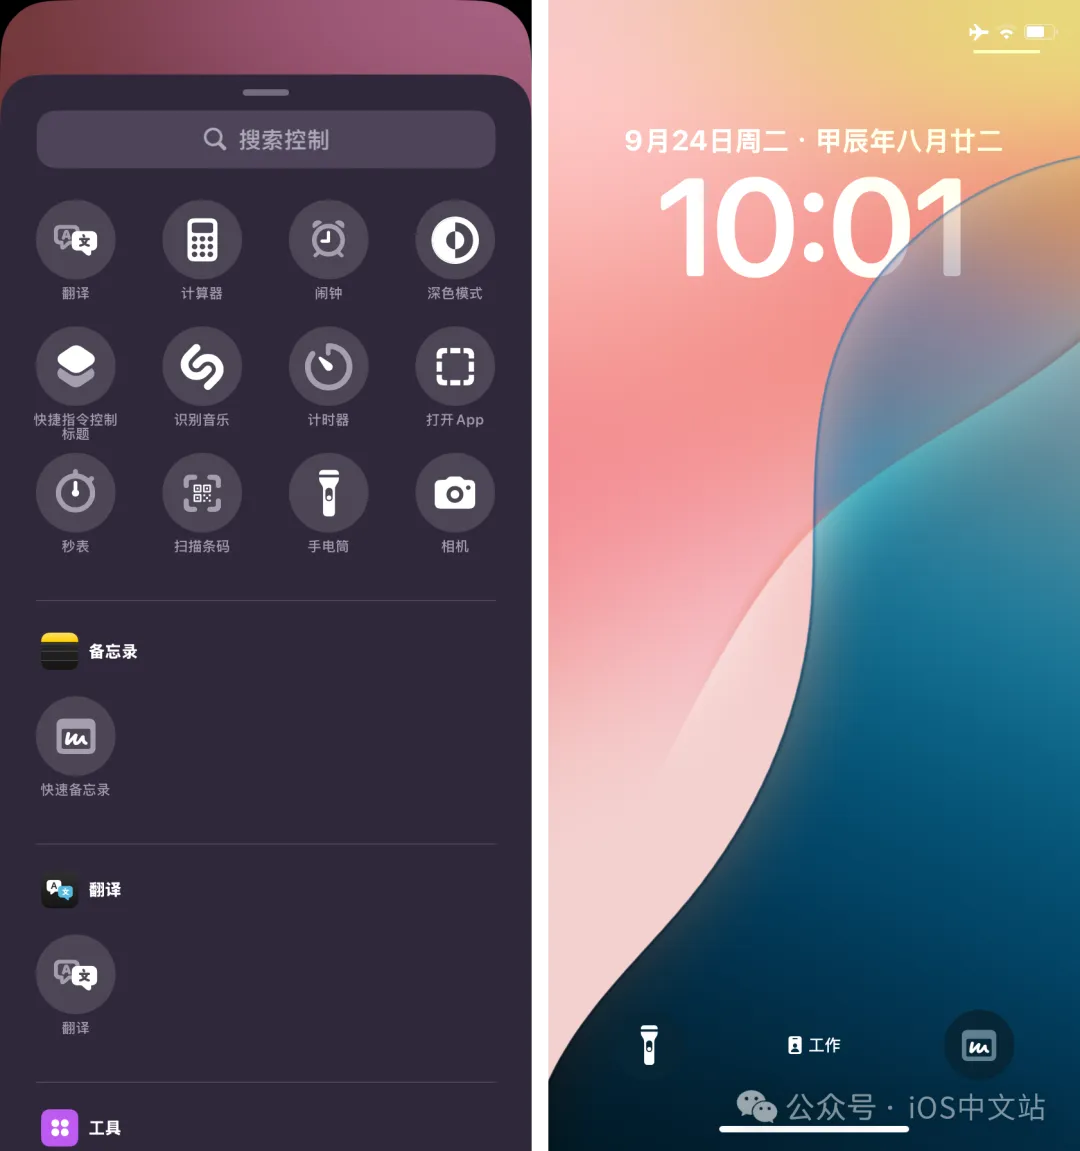 搜索控制
翻译
计算器
闹钟
深色模式
快捷指令控制
标题
识别音乐
计时器
打开App
秒表
扫描条码
手电筒
相机
备忘录
快速备忘录
翻译
翻译
工具
9月24日周二 · 甲辰年八月廿二
10:01
工作
公众号 · iOS中文站